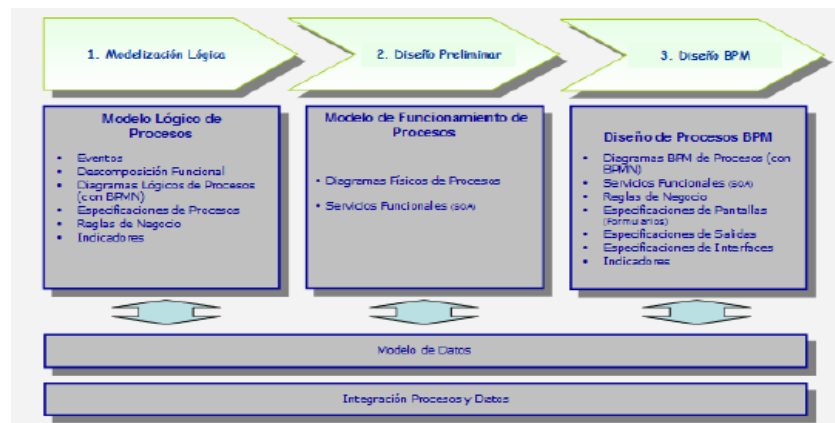 1. Modelización Lógica
2. Diseño Preliminar
3. Diseño BPM
Modelo Lógico de
Procesos
• Eventos
• Descomposición Funcional
• Diagramas Lógicos de Procesos
(con BPMN)
• Especificaciones de Procesos
• Reglas de Negocio
• Indicadores
Modelo de Funcionamiento de
Procesos
• Diagramas Físicos de Procesos
• Servicios Funcionales (SOA)
Diseño de Procesos BPM
• Diagramas BPM de Procesos (con
BPMN)
• Servicios Funcionales (SOA)
• Reglas de Negocio
• Especificaciones de Pantallas
(Formularios)
• Especificaciones de Salidas
• Especificaciones de Interfaces
• Indicadores
Modelo de Datos
Integración Procesos y Datos